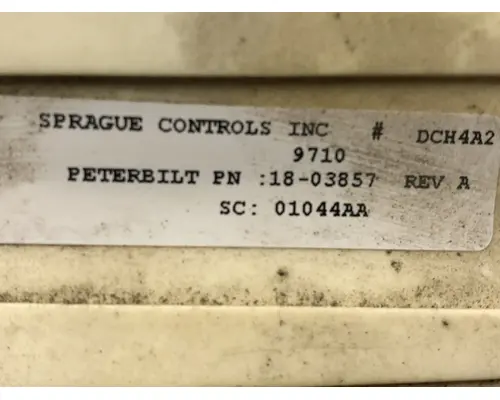 SPRAGUE CONTROLS INC # DCH4A2
9710
PETERBILT PN :18-03857 REV A
SC: 01044AA